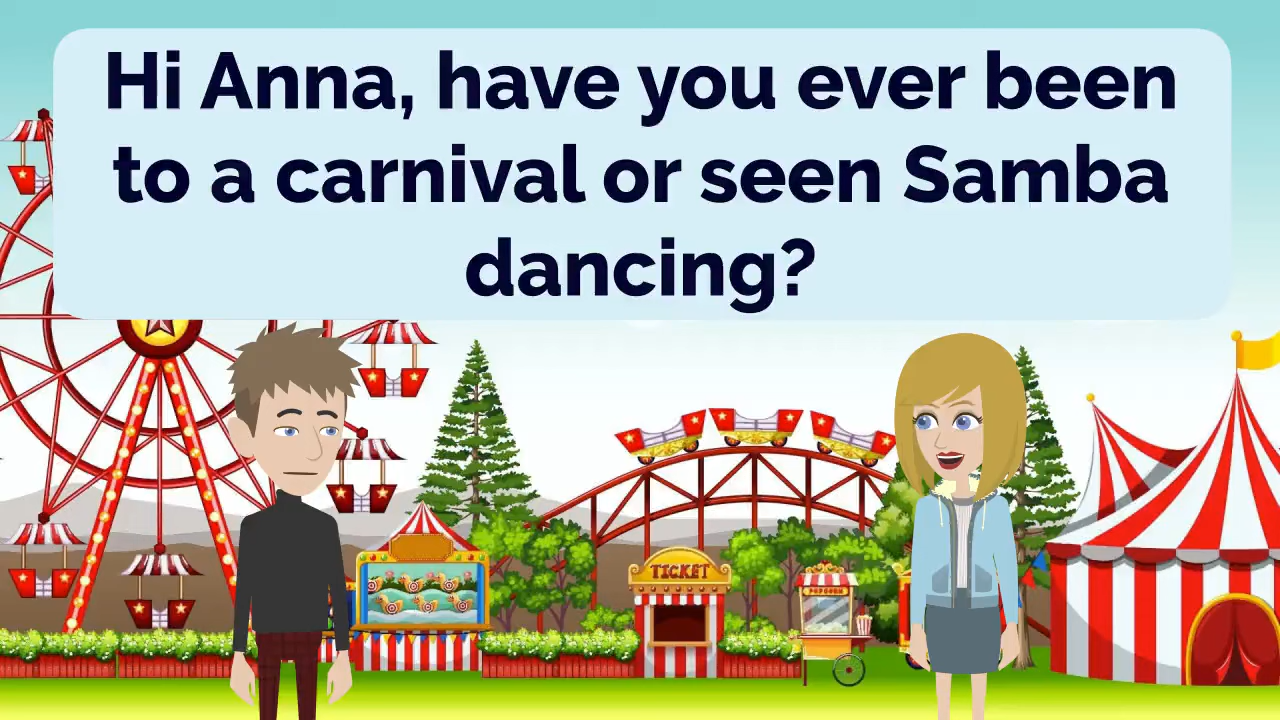 Hi Anna, have you ever been
to a carnival or seen Samba
dancing?
TICKET
POPCORN